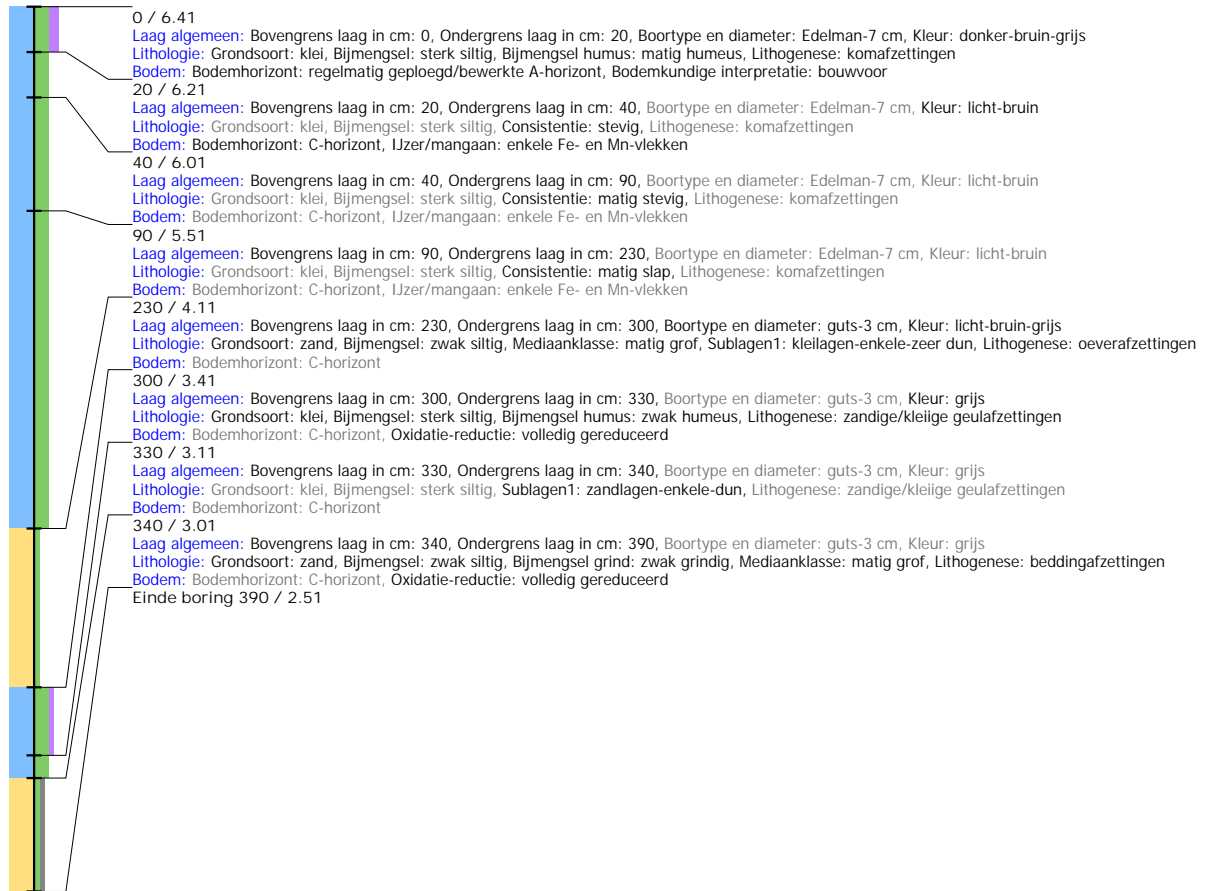 0 / 6.41
Laag algemeen: Bovengrens laag in cm: 0, Ondergrens laag in cm: 20, Boortype en diameter: Edelman-7 cm, Kleur: donker-bruin-grijs
Lithologie: Grondsoort: klei, Bijmengsel: sterk siltig, Bijmengsel humus: matig humeus, Lithogenese: komafzettingen
Bodem: Bodemhorizont: regelmatig geploegd/bewerkte A-horizont, Bodemkundige interpretatie: bouwvoor
20 / 6.21
Laag algemeen: Bovengrens laag in cm: 20, Ondergrens laag in cm: 40, Boortype en diameter: Edelman-7 cm, Kleur: licht-bruin
Lithologie: Grondsoort: klei, Bijmengsel: sterk siltig, Consistentie: stevig, Lithogenese: komafzettingen
Bodem: Bodemhorizont: C-horizont, IJzer/mangaan: enkele Fe- en Mn-vlekken
40 / 6.01
Laag algemeen: Bovengrens laag in cm: 40, Ondergrens laag in cm: 90, Boortype en diameter: Edelman-7 cm, Kleur: licht-bruin
Lithologie: Grondsoort: klei, Bijmengsel: sterk siltig, Consistentie: matig stevig, Lithogenese: komafzettingen
Bodem: Bodemhorizont: C-horizont, IJzer/mangaan: enkele Fe- en Mn-vlekken
90 / 5.51
Laag algemeen: Bovengrens laag in cm: 90, Ondergrens laag in cm: 230, Boortype en diameter: Edelman-7 cm, Kleur: licht-bruin
Lithologie: Grondsoort: klei, Bijmengsel: sterk siltig, Consistentie: matig slap, Lithogenese: komafzettingen
Bodem: Bodemhorizont: C-horizont, IJzer/mangaan: enkele Fe- en Mn-vlekken
230 / 4.11
Laag algemeen: Bovengrens laag in cm: 230, Ondergrens laag in cm: 300, Boortype en diameter: guts-3 cm, Kleur: licht-bruin-grijs
Lithologie: Grondsoort: zand, Bijmengsel: zwak siltig, Mediaanklasse: matig grof, Sublagen1: kleilagen-enkele-zeer dun, Lithogenese: oeverafzettingen
Bodem: Bodemhorizont: C-horizont
300 / 3.41
Laag algemeen: Bovengrens laag in cm: 300, Ondergrens laag in cm: 330, Boortype en diameter: guts-3 cm, Kleur: grijs
Lithologie: Grondsoort: klei, Bijmengsel: sterk siltig, Bijmengsel humus: zwak humeus, Lithogenese: zandige/kleiige geulafzettingen
Bodem: Bodemhorizont: C-horizont, Oxidatie-reductie: volledig gereduceerd
330 / 3.11
Laag algemeen: Bovengrens laag in cm: 330, Ondergrens laag in cm: 340, Boortype en diameter: guts-3 cm, Kleur: grijs
Lithologie: Grondsoort: klei, Bijmengsel: sterk siltig, Sublagen1: zandlagen-enkele-dun, Lithogenese: zandige/kleiige geulafzettingen
Bodem: Bodemhorizont: C-horizont
340 / 3.01
Laag algemeen: Bovengrens laag in cm: 340, Ondergrens laag in cm: 390, Boortype en diameter: guts-3 cm, Kleur: grijs
Lithologie: Grondsoort: zand, Bijmengsel: zwak siltig, Bijmengsel grind: zwak grindig, Mediaanklasse: matig grof, Lithogenese: beddingafzettingen
Bodem: Bodemhorizont: C-horizont, Oxidatie-reductie: volledig gereduceerd
Einde boring 390 / 2.51